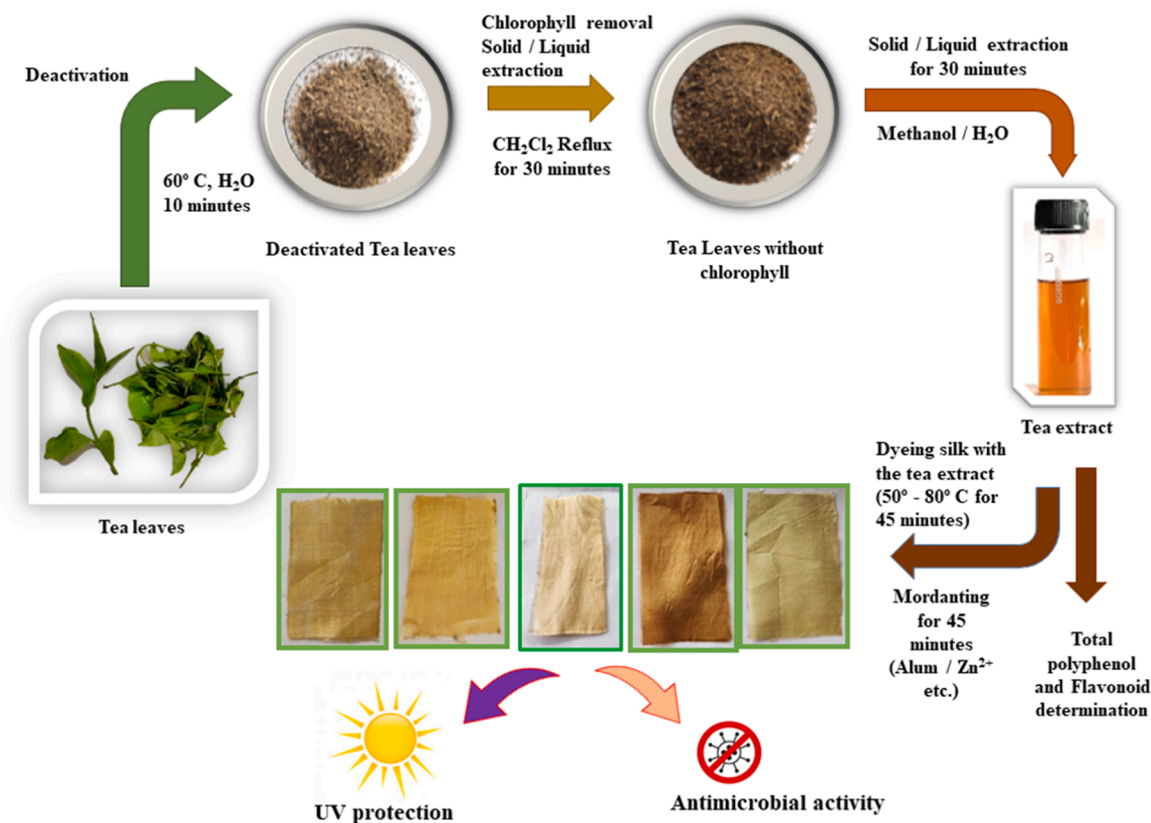 Deactivation
60º C, H₂O
10 minutes
Deactivated Tea leaves
Chlorophyll removal
Solid / Liquid
extraction
CH₂Cl₂ Reflux
for 30 minutes
Tea Leaves without
chlorophyll
Solid / Liquid extraction
for 30 minutes
Methanol / H₂O
Tea extract
Tea leaves
Dyeing silk with
the tea extract
(50º - 80º C for
45 minutes)
Mordanting
for 45
minutes
(Alum / Zn²⁺
etc.)
Total
polyphenol
and Flavonoid
determination
UV protection
Antimicrobial activity